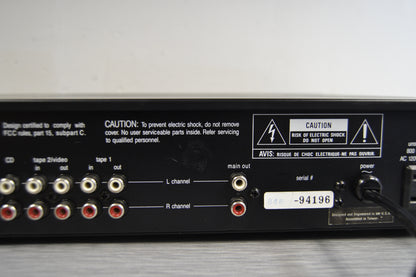 Design certified to comply with
FCC rules, part 15, subpart C.
CAUTION: To prevent electric shock, do not remove
cover. No user serviceable parts inside. Refer servicing
to qualified personnel.
CAUTION
RISK OF ELECTRIC SHOCK
DO NOT OPEN
AVIS: RISQUE DE CHOC ELECTRIQUE-NE PAS OUVRIR.
power
800
AC 120
CD
tape 2/video
tape 1
in
out
in
out
main out
serial #
L channel
R channel
-94196
Designed and Engineered in U.S.A.
Assembled in Taiwan